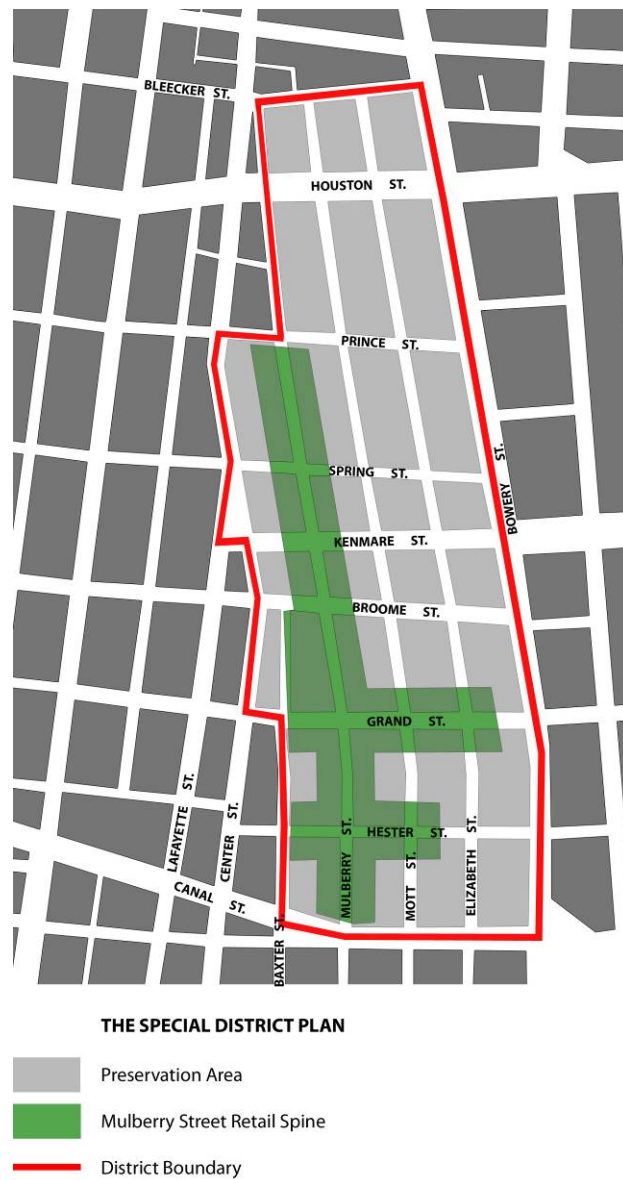 BLEECKER ST.
HOUSTON ST.
PRINCE ST.
SPRING ST.
BOWERY ST.
KENMARE ST.
BROOME ST.
GRAND ST.
HESTER ST.
LAFAYETTE ST.
CENTER ST.
CANAL ST.
BAXTER ST.
MULBERRY ST.
MOTT ST.
ELIZABETH ST.
THE SPECIAL DISTRICT PLAN
Preservation Area
Mulberry Street Retail Spine
District Boundary